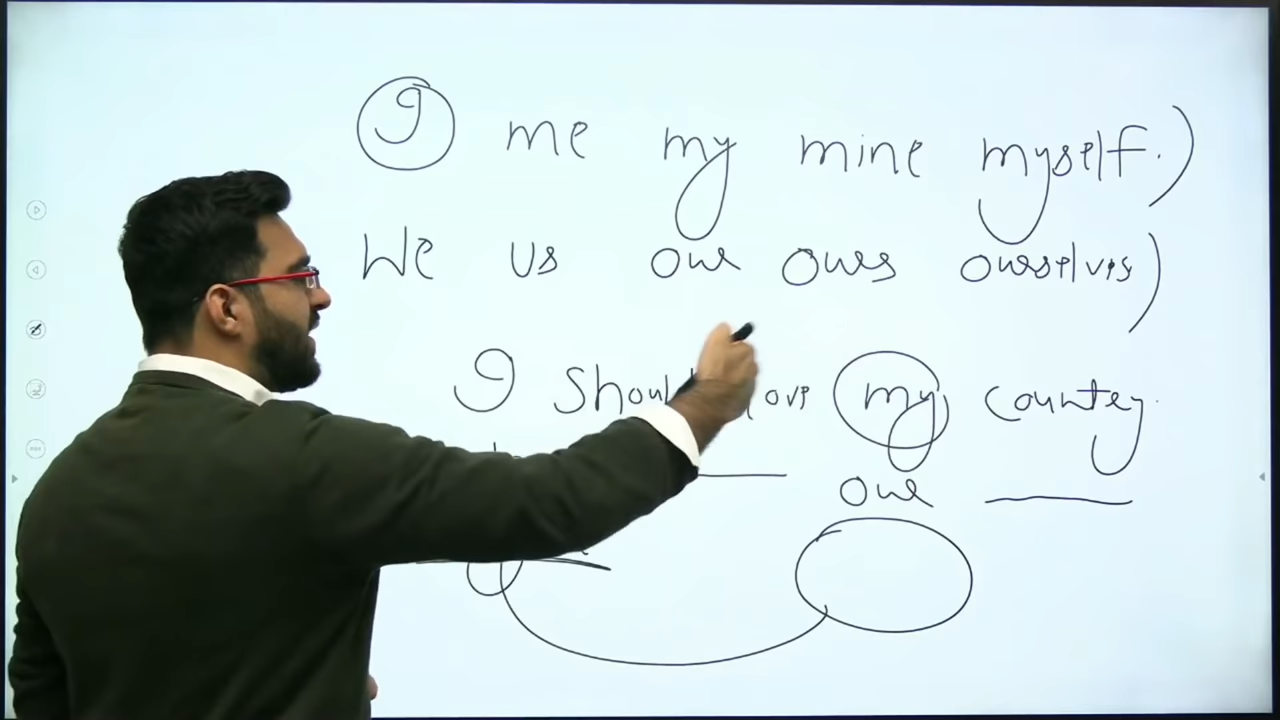 I me my mine myself.)
We us our ours ourselves)
I should love my country.
our